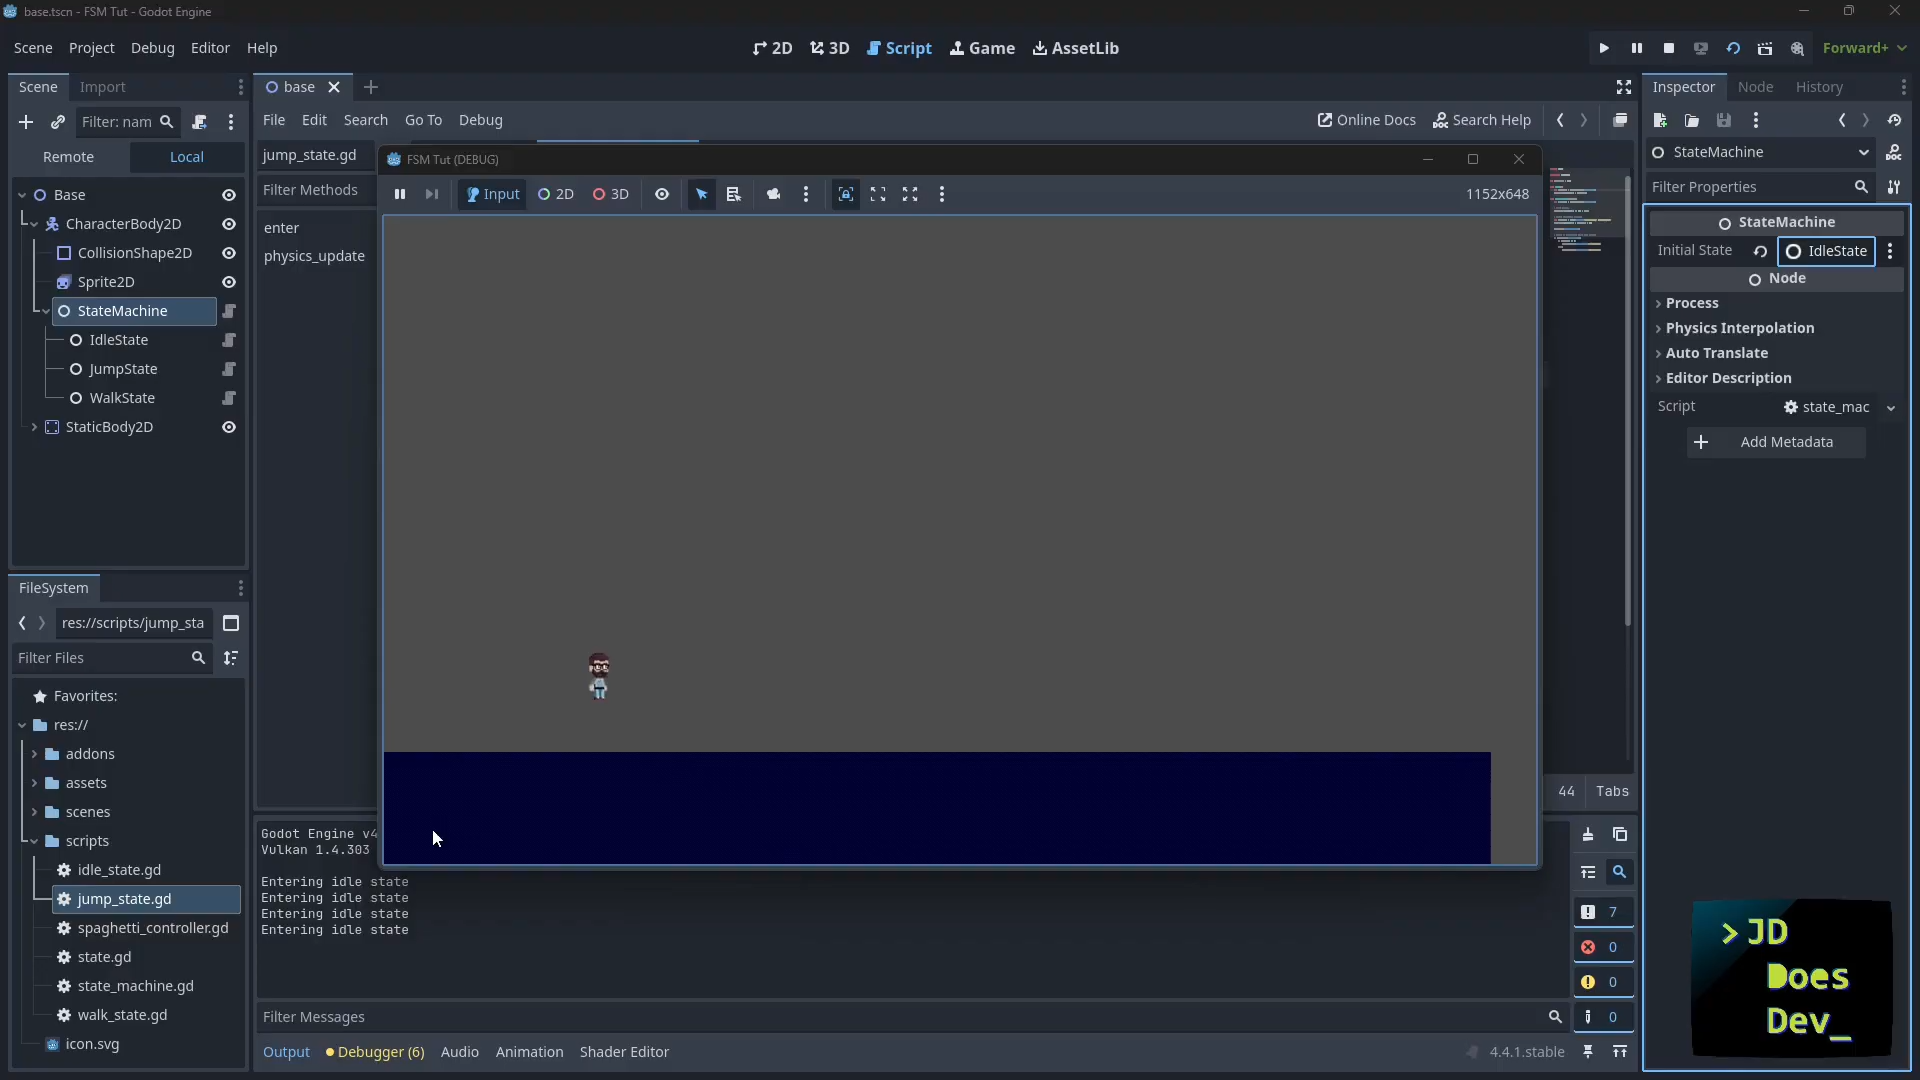 base.tscn - FSM Tut - Godot Engine
Scene Project Debug Editor Help
2D 3D Script Game AssetLib
Forward+
Scene Import
base
Inspector Node History
Filter: nam
File Edit Search Go To Debug
Online Docs Search Help
Remote Local
jump_state.gd
FSM Tut (DEBUG)
StateMachine
Filter Methods
Input 2D 3D
1152x648
Filter Properties
Base
CharacterBody2D
CollisionShape2D
Sprite2D
StateMachine
IdleState
JumpState
WalkState
StaticBody2D
enter
physics_update
StateMachine
Initial State IdleState
Node
Process
Physics Interpolation
Auto Translate
Editor Description
Script state_mac
Add Metadata
FileSystem
res://scripts/jump_sta
Filter Files
Favorites:
res://
addons
assets
scenes
scripts
idle_state.gd
jump_state.gd
spaghetti_controller.gd
state.gd
state_machine.gd
walk_state.gd
icon.svg
44 Tabs
Godot Engine v4
Vulkan 1.4.303
Entering idle state
Entering idle state
Entering idle state
Entering idle state
7
0
0
0
Filter Messages
Output Debugger (6) Audio Animation Shader Editor
4.4.1.stable
>JD
Does
Dev_